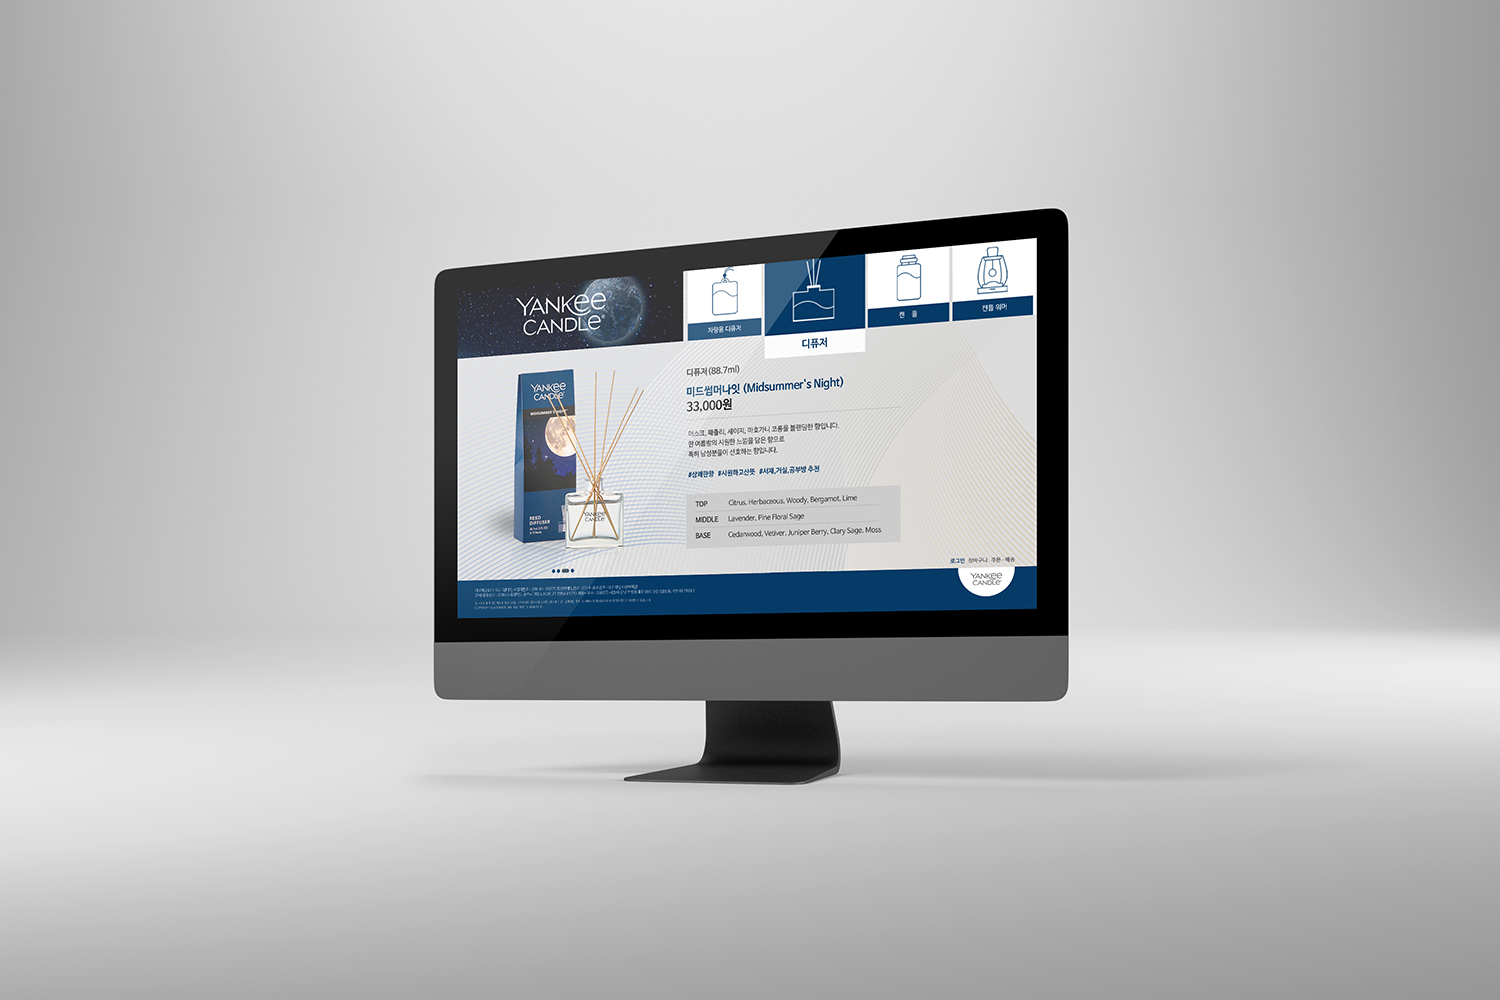 YANKEE
CANDLE®
차량용 디퓨저
디퓨저
캔 들
캔들 워머
YANKEE
CANDLE®
MIDSUMMER'S NIGHT®
REED
DIFFUSER
YANKEE
CANDLE®
디퓨저(88.7ml)
미드썸머나잇 (Midsummer's Night)
33,000원
머스크, 패츌리, 세이지, 마호가니 코롱을 블렌딩한 향입니다.
한 여름밤의 시원한 느낌을 담은 향으로
특히 남성분들이 선호하는 향입니다.
#상쾌한향 #시원하고산뜻 #서재,거실,공부방 추천
TOP Citrus, Herbaceous, Woody, Bergamot, Lime
MIDDLE Lavender, Pine Floral Sage
BASE Cedarwood, Vetiver, Juniper Berry, Clary Sage, Moss
로그인 장바구니 주문·배송
YANKEE
CANDLE®